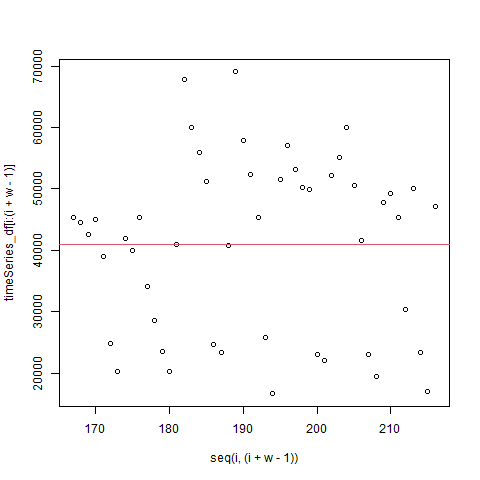 timeSeries_df[i:(i + w - 1)]
70000
60000
50000
40000
30000
20000
170 180 190 200 210
seq(i, (i + w - 1))